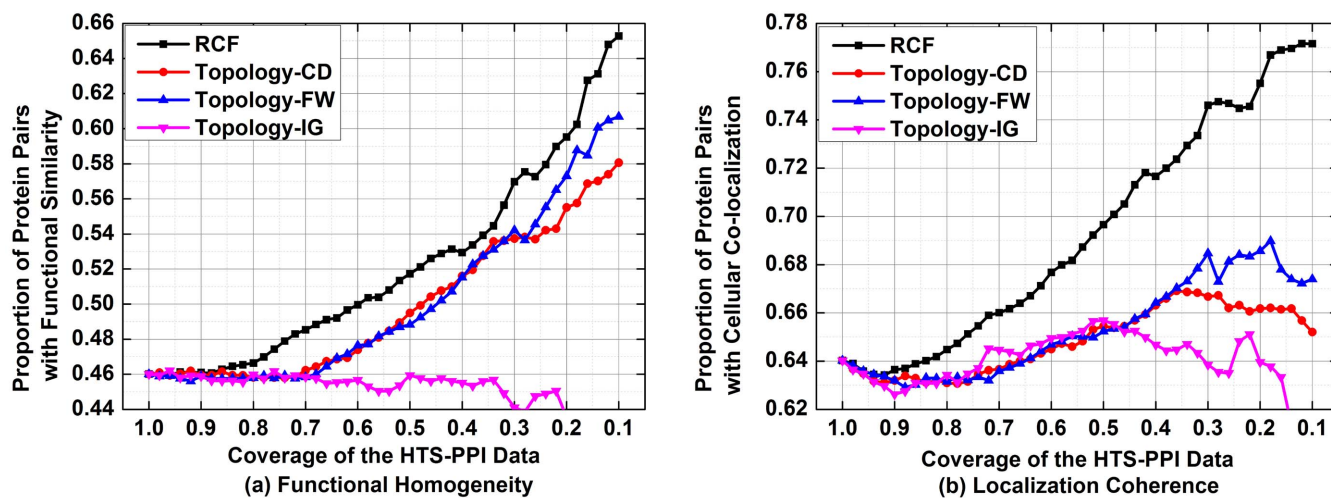 0.66
0.64
0.62
0.60
0.58
0.56
0.54
0.52
0.50
0.48
0.46
0.44
Proportion of Protein Pairs
with Functional Similarity
RCF
Topology-CD
Topology-FW
Topology-IG
1.0 0.9 0.8 0.7 0.6 0.5 0.4 0.3 0.2 0.1
Coverage of the HTS-PPI Data
(a) Functional Homogeneity
0.78
0.76
0.74
0.72
0.70
0.68
0.66
0.64
0.62
Proportion of Protein Pairs
with Cellular Co-localization
RCF
Topology-CD
Topology-FW
Topology-IG
1.0 0.9 0.8 0.7 0.6 0.5 0.4 0.3 0.2 0.1
Coverage of the HTS-PPI Data
(b) Localization Coherence